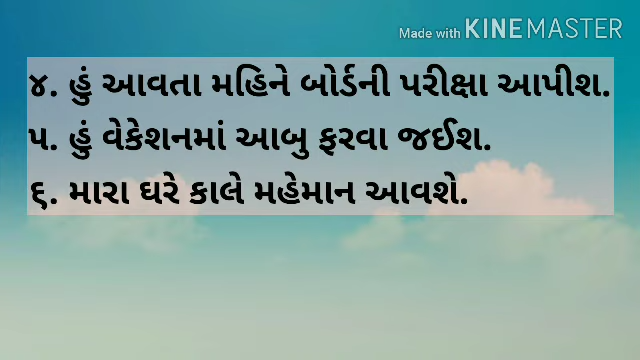 Made with KINEMASTER
૪. હું આવતા મહિને બોર્ડની પરીક્ષા આપીશ.
૫. હું વેકેશનમાં આબુ ફરવા જઈશ.
૬. મારા ઘરે કાલે મહેમાન આવશે.